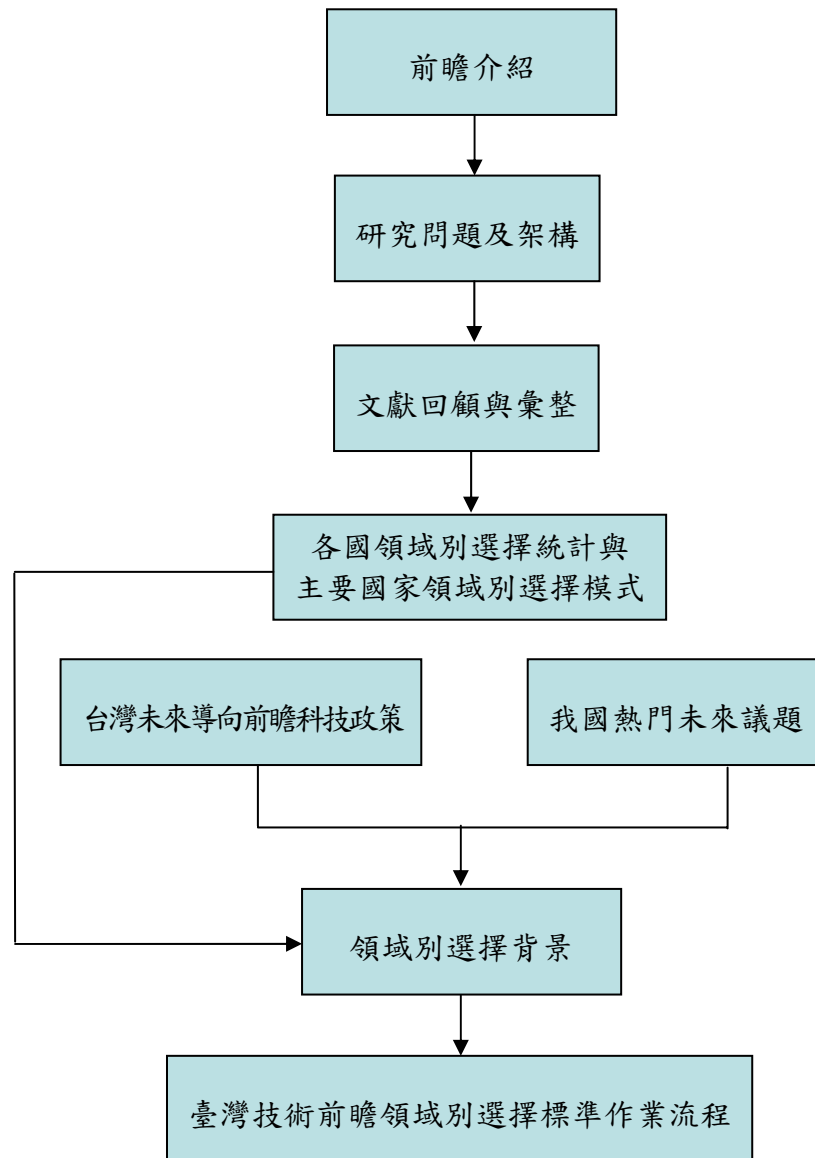 前瞻介紹
研究問題及架構
文獻回顧與彙整
各國領域別選擇統計與
主要國家領域別選擇模式
台灣未來導向前瞻科技政策
我國熱門未來議題
領域別選擇背景
臺灣技術前瞻領域別選擇標準作業流程